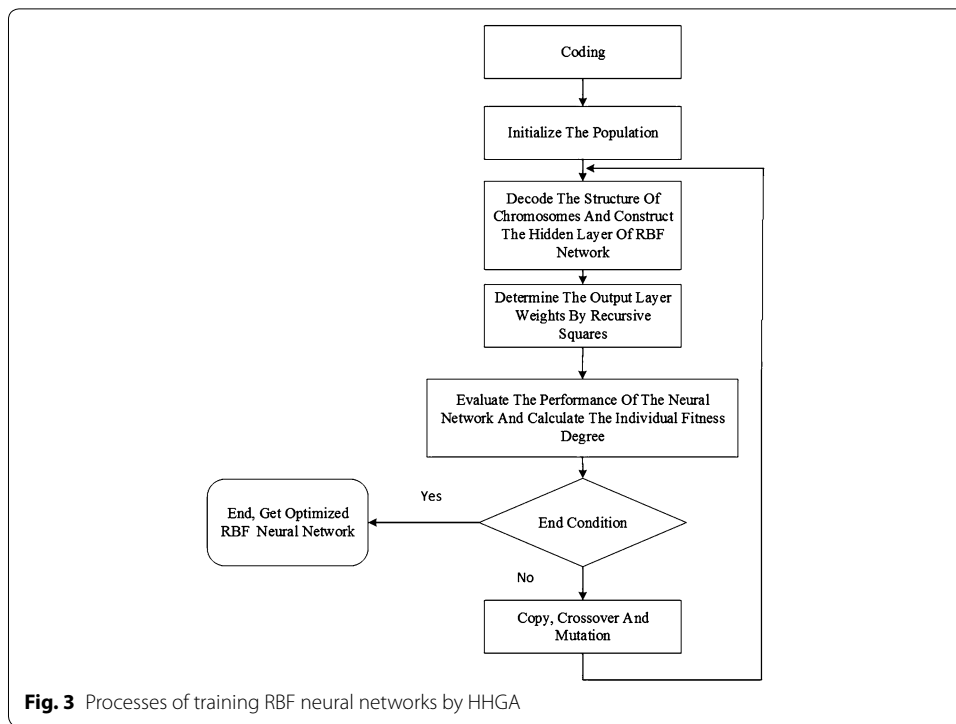 Coding
Initialize The Population
Decode The Structure Of
Chromosomes And Construct
The Hidden Layer Of RBF
Network
Determine The Output Layer
Weights By Recursive
Squares
Evaluate The Performance Of The Neural
Network And Calculate The Individual Fitness
Degree
End Condition
Yes
End, Get Optimized
RBF Neural Network
No
Copy, Crossover And
Mutation
Fig. 3 Processes of training RBF neural networks by HHGA